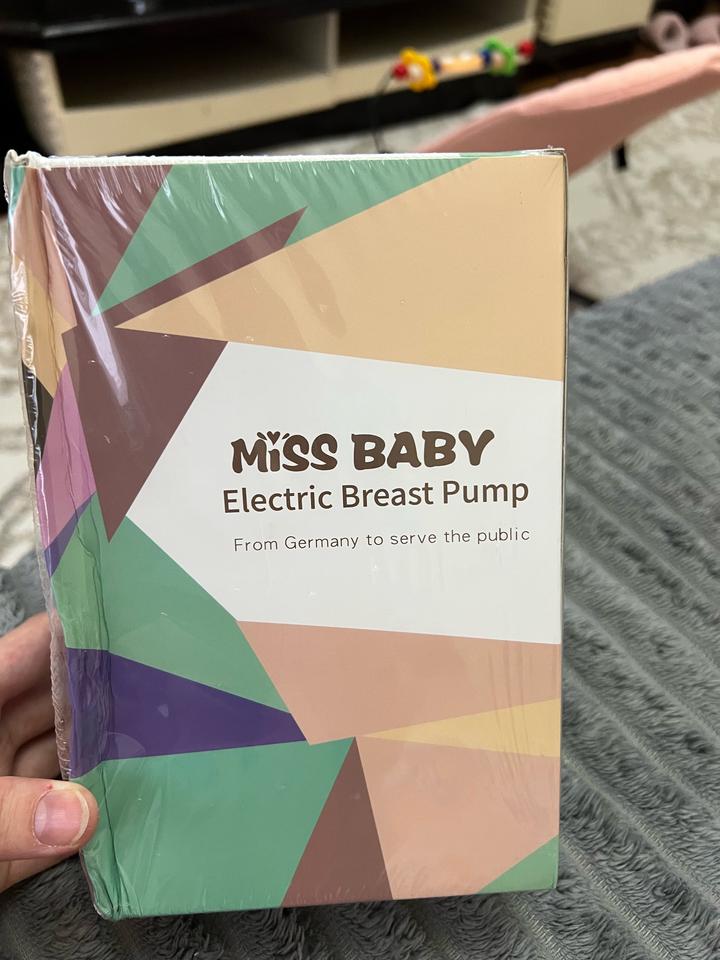 MiSS BABY
Electric Breast Pump
From Germany to serve the public